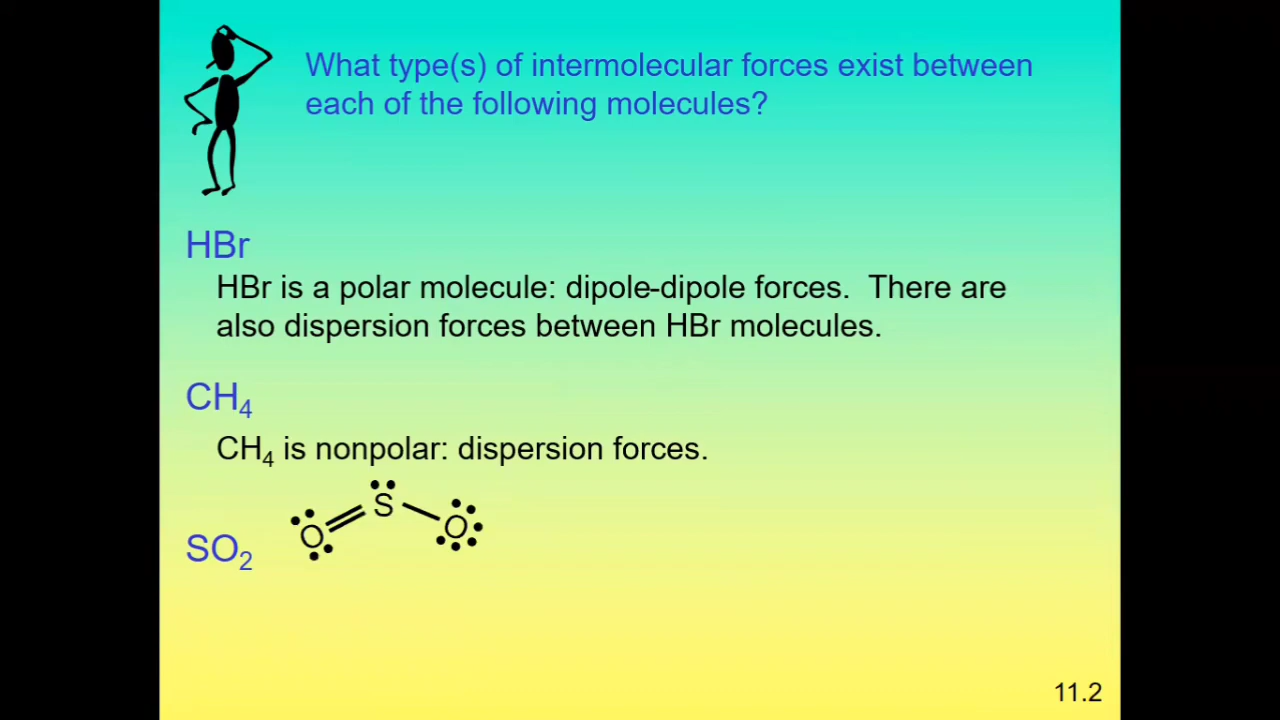 What type(s) of intermolecular forces exist between
each of the following molecules?
HBr
HBr is a polar molecule: dipole-dipole forces.  There are
also dispersion forces between HBr molecules.
CH₄
CH₄ is nonpolar: dispersion forces.
S
O O
SO₂
11.2